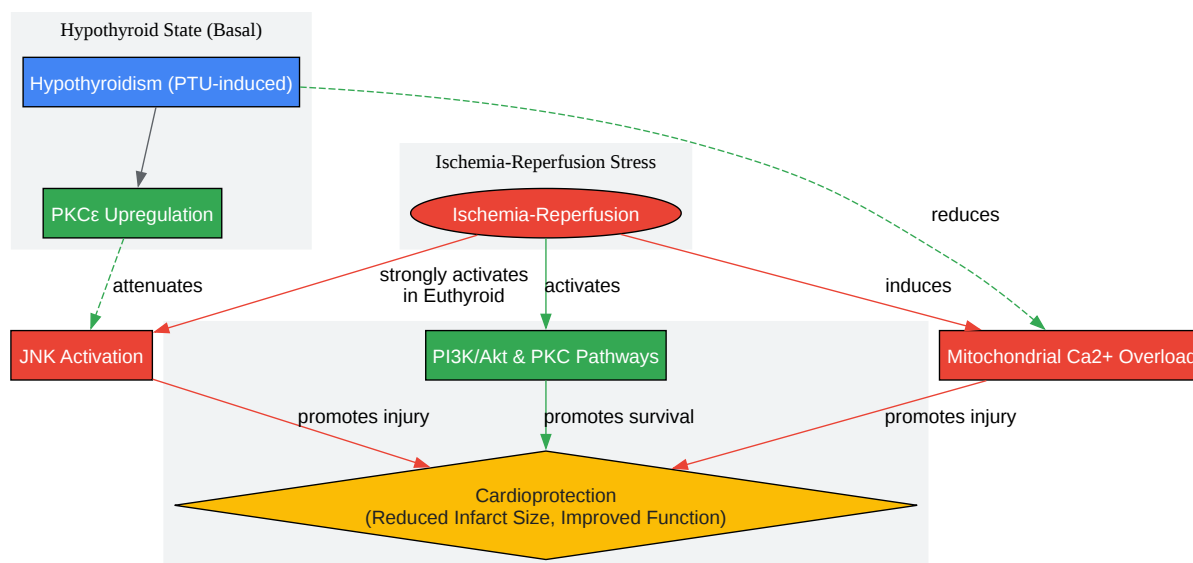 Hypothyroid State (Basal)
Hypothyroidism (PTU-induced)
Ischemia-Reperfusion Stress
PKCε Upregulation
Ischemia-Reperfusion
reduces
attenuates
strongly activates
in Euthyroid
activates
induces
JNK Activation
PI3K/Akt & PKC Pathways
Mitochondrial Ca2+ Overload
promotes injury
promotes survival
promotes injury
Cardioprotection
(Reduced Infarct Size, Improved Function)